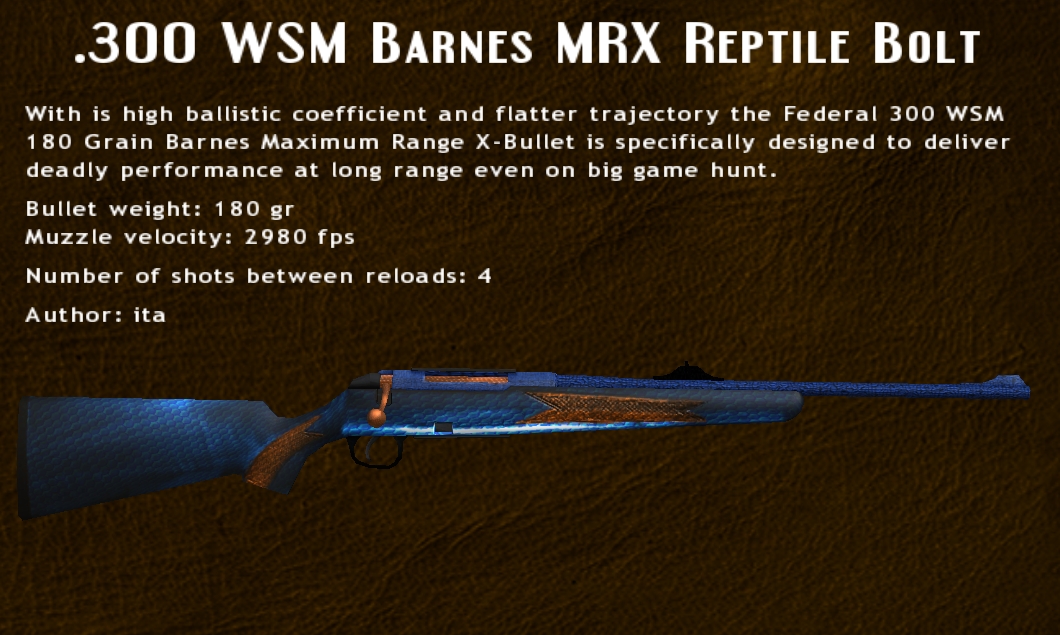 .300 WSM Barnes MRX Reptile Bolt
With is high ballistic coefficient and flatter trajectory the Federal 300 WSM
180 Grain Barnes Maximum Range X-Bullet is specifically designed to deliver
deadly performance at long range even on big game hunt.
Bullet weight: 180 gr
Muzzle velocity: 2980 fps
Number of shots between reloads: 4
Author: ita